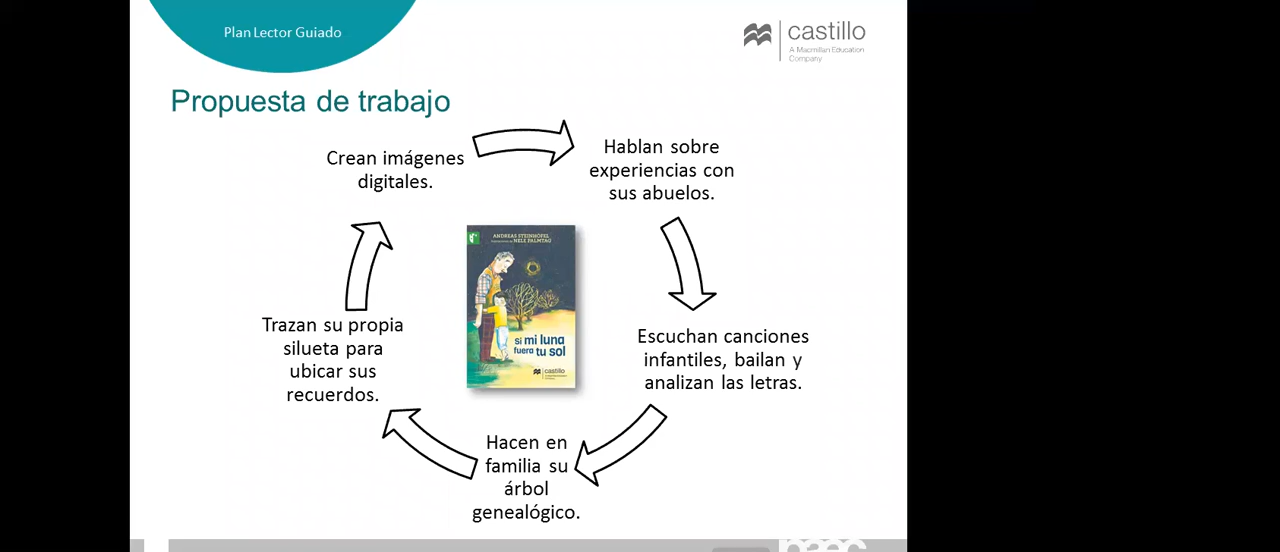 Plan Lector Guiado
castillo
A Macmillan Education
Company
Propuesta de trabajo
Crean imágenes
digitales.
Hablan sobre
experiencias con
sus abuelos.
Escuchan canciones
infantiles, bailan y
analizan las letras.
Hacen en
familia su
árbol
genealógico.
Trazan su propia
silueta para
ubicar sus
recuerdos.
ANDREAS STEINHÖFEL
NELE PALMTAG
si mi luna
fuera tu sol
castillo